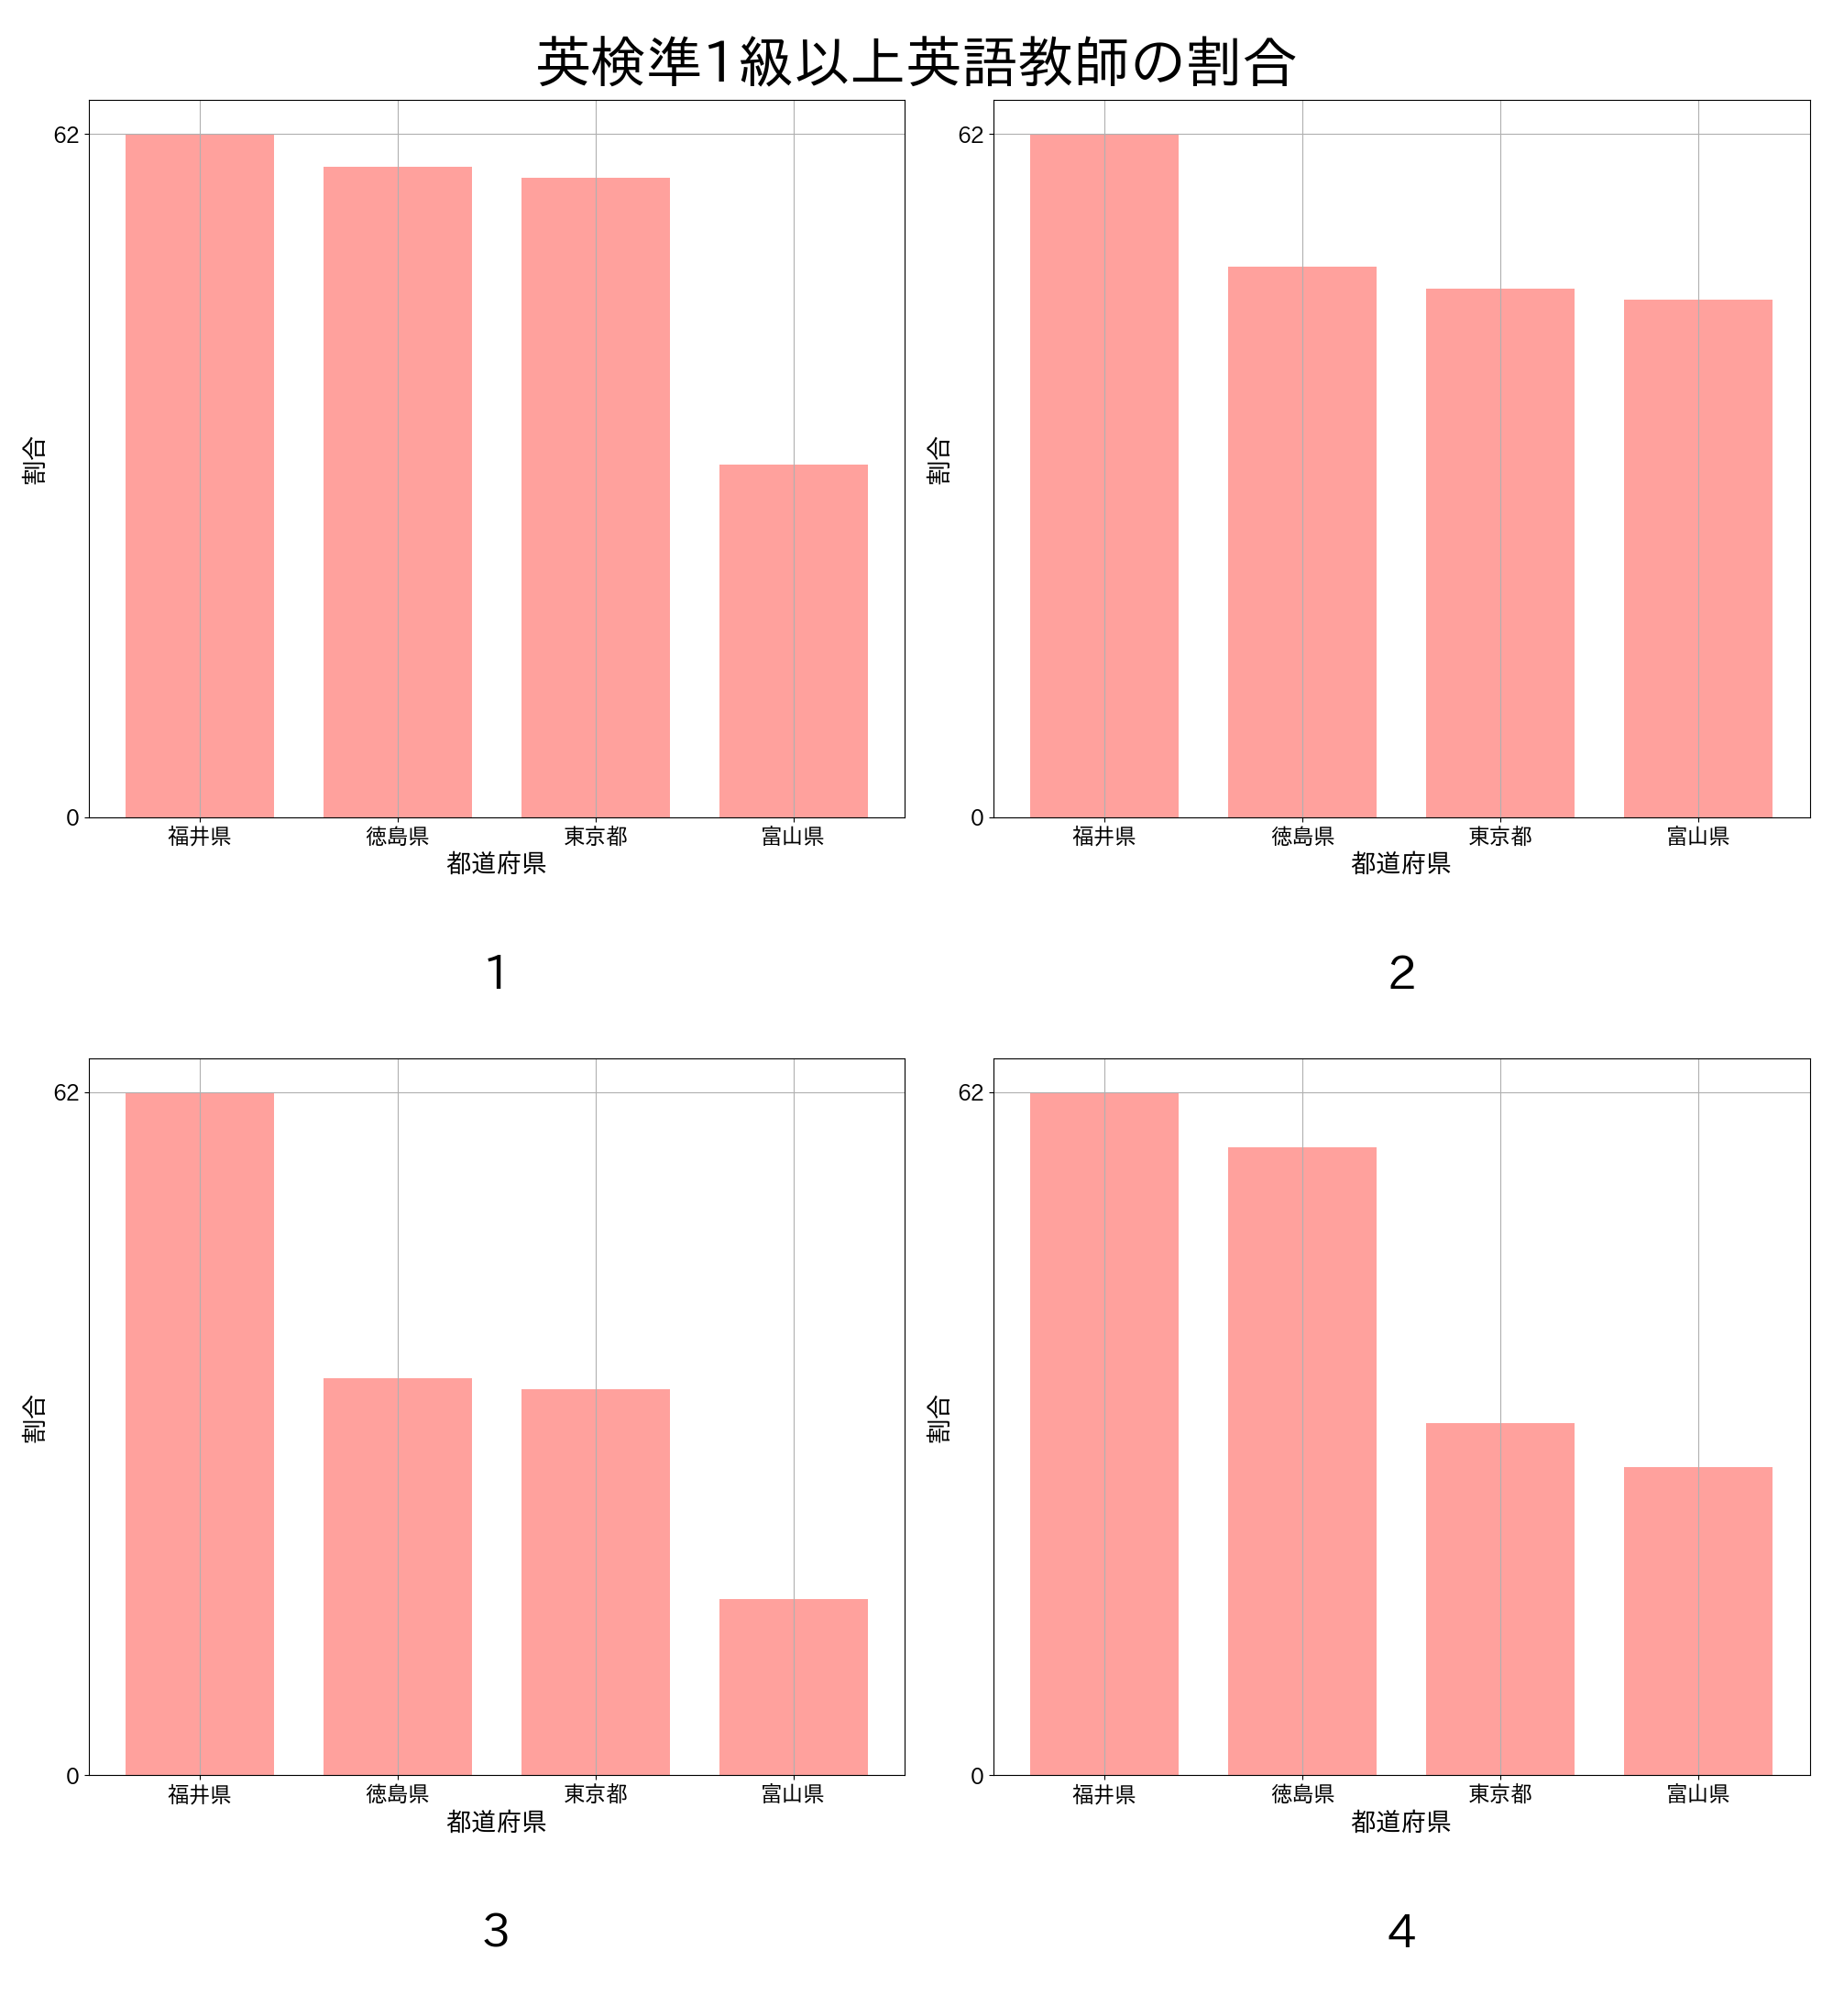 英検準1級以上英語教師の割合
62
0
割合
福井県 徳島県 東京都 富山県
都道府県
1
62
0
割合
福井県 徳島県 東京都 富山県
都道府県
2
62
0
割合
福井県 徳島県 東京都 富山県
都道府県
3
62
0
割合
福井県 徳島県 東京都 富山県
都道府県
4